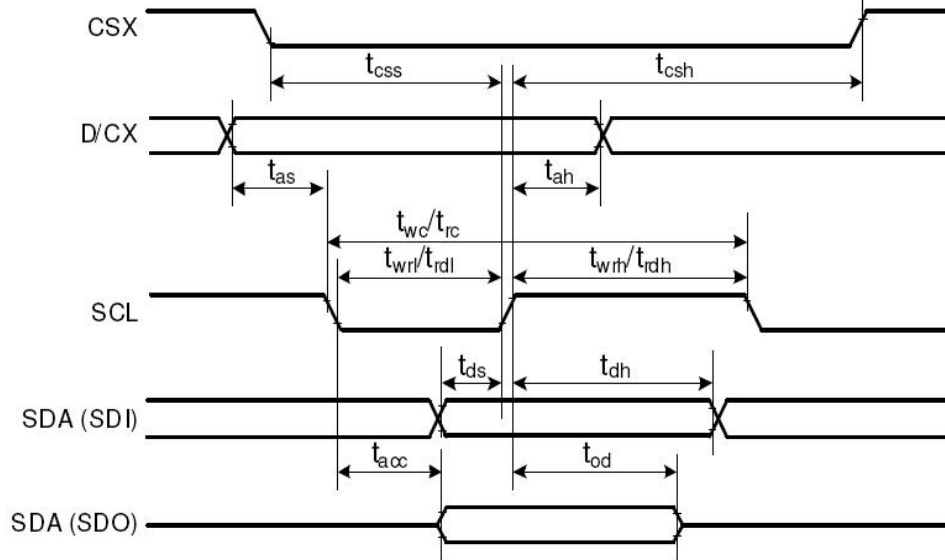 CSX
tcss
tcsh
D/CX
tas
tah
twc/trc
twrl/trdl
twrh/trdh
SCL
tds
tdh
SDA (SDI)
tacc
tod
SDA (SDO)